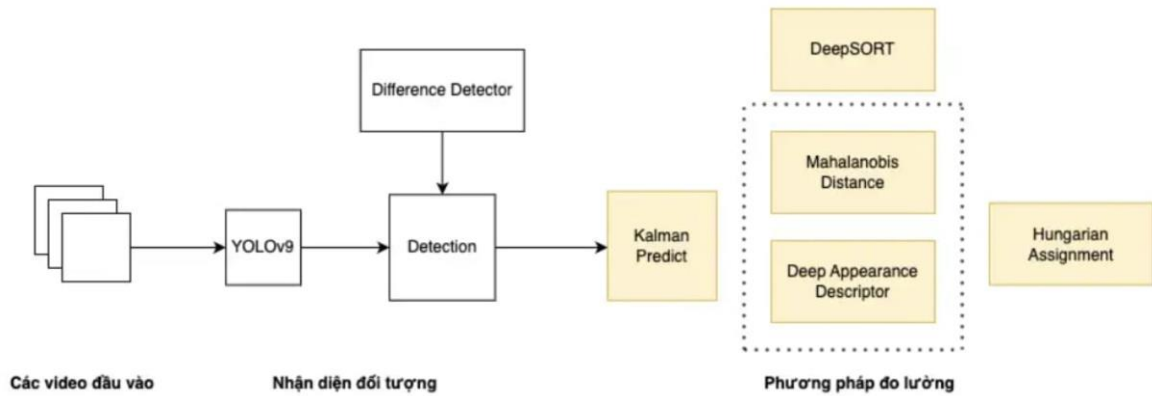 DeepSORT
Difference Detector
Mahalanobis
Distance
YOLOv9
Detection
Kalman
Predict
Deep Appearance
Descriptor
Hungarian
Assignment
Các video đầu vào
Nhận diện đối tượng
Phương pháp đo lường